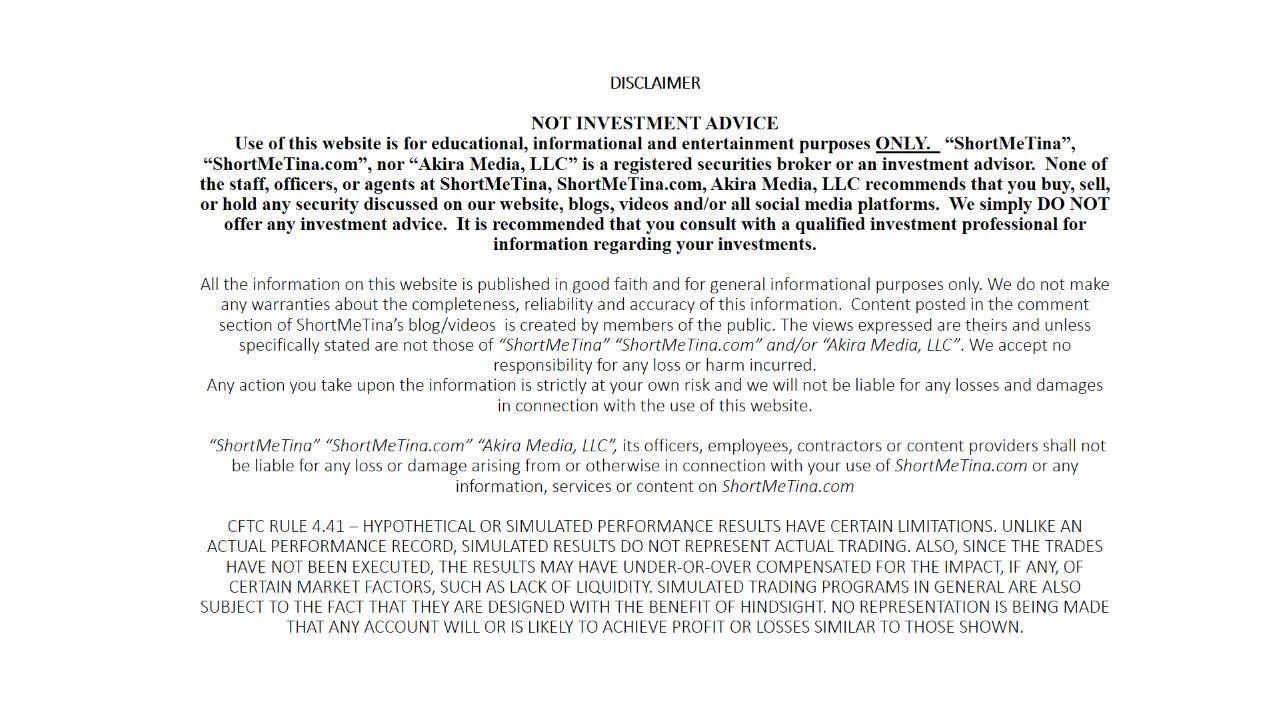 DISCLAIMER
NOT INVESTMENT ADVICE
Use of this website is for educational, informational and entertainment purposes ONLY.  “ShortMeTina”,
“ShortMeTina.com”, nor “Akira Media, LLC” is a registered securities broker or an investment advisor.  None of
the staff, officers, or agents at ShortMeTina, ShortMeTina.com, Akira Media, LLC recommends that you buy, sell,
or hold any security discussed on our website, blogs, videos and/or all social media platforms.  We simply DO NOT
offer any investment advice.  It is recommended that you consult with a qualified investment professional for
information regarding your investments.
All the information on this website is published in good faith and for general informational purposes only. We do not make
any warranties about the completeness, reliability and accuracy of this information.  Content posted in the comment
section of ShortMeTina’s blog/videos  is created by members of the public. The views expressed are theirs and unless
specifically stated are not those of “ShortMeTina” “ShortMeTina.com” and/or “Akira Media, LLC”. We accept no
responsibility for any loss or harm incurred.
Any action you take upon the information is strictly at your own risk and we will not be liable for any losses and damages
in connection with the use of this website.
“ShortMeTina” “ShortMeTina.com” “Akira Media, LLC”, its officers, employees, contractors or content providers shall not
be liable for any loss or damage arising from or otherwise in connection with your use of ShortMeTina.com or any
information, services or content on ShortMeTina.com
CFTC RULE 4.41 – HYPOTHETICAL OR SIMULATED PERFORMANCE RESULTS HAVE CERTAIN LIMITATIONS. UNLIKE AN
ACTUAL PERFORMANCE RECORD, SIMULATED RESULTS DO NOT REPRESENT ACTUAL TRADING. ALSO, SINCE THE TRADES
HAVE NOT BEEN EXECUTED, THE RESULTS MAY HAVE UNDER-OR-OVER COMPENSATED FOR THE IMPACT, IF ANY, OF
CERTAIN MARKET FACTORS, SUCH AS LACK OF LIQUIDITY. SIMULATED TRADING PROGRAMS IN GENERAL ARE ALSO
SUBJECT TO THE FACT THAT THEY ARE DESIGNED WITH THE BENEFIT OF HINDSIGHT. NO REPRESENTATION IS BEING MADE
THAT ANY ACCOUNT WILL OR IS LIKELY TO ACHIEVE PROFIT OR LOSSES SIMILAR TO THOSE SHOWN.